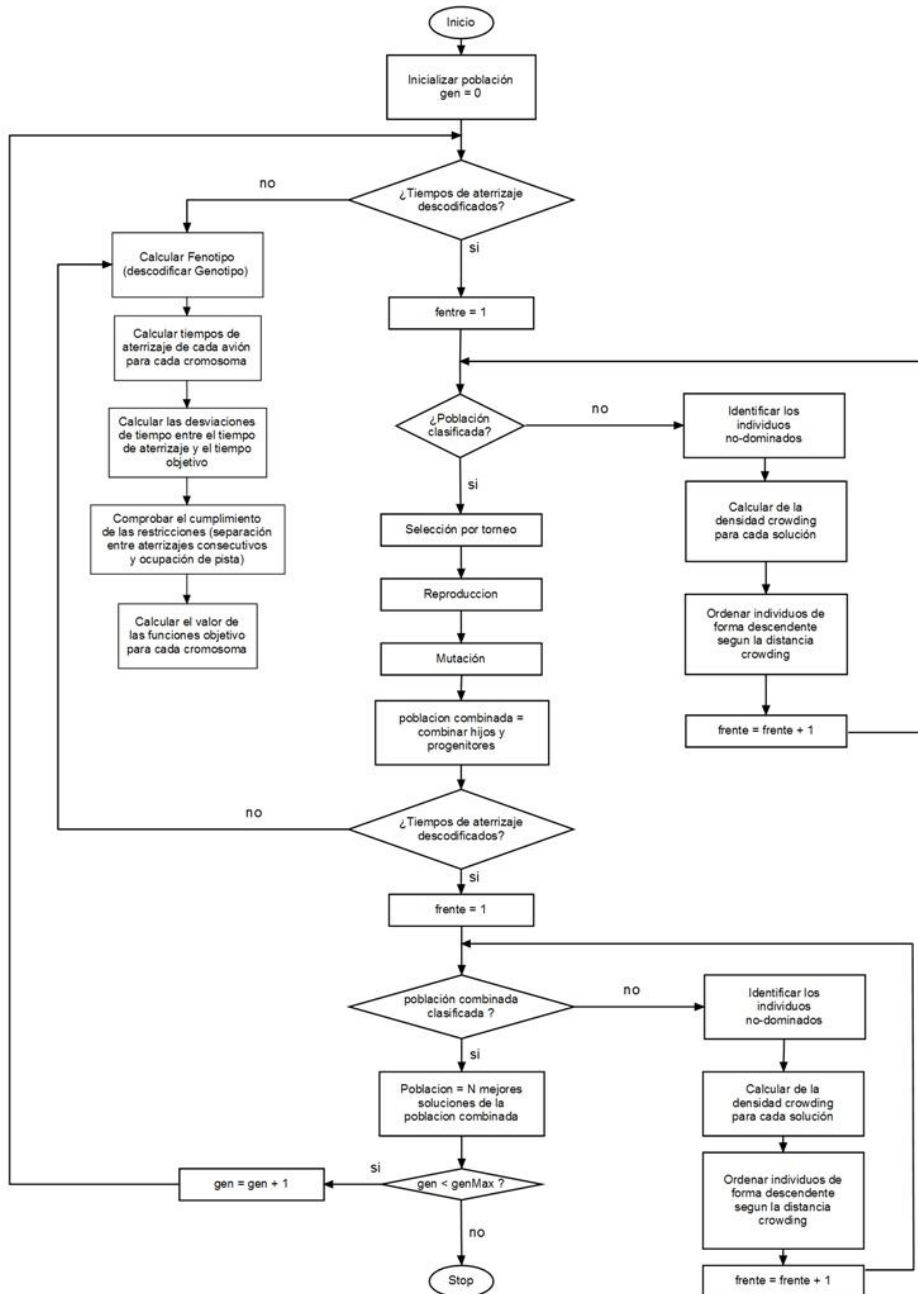 Inicio
Inicializar población
gen = 0
¿Tiempos de aterrizaje
descodificados?
no
si
Calcular Fenotipo
(descodificar Genotipo)
Calcular tiempos de
aterrizaje de cada avión
para cada cromosoma
Calcular las desviaciones
de tiempo entre el tiempo
de aterrizaje y el tiempo
objetivo
Comprobar el cumplimiento
de las restricciones (separación
entre aterrizajes consecutivos
y ocupación de pista)
Calcular el valor de
las funciones objetivo
para cada cromosoma
fentre = 1
¿Población
clasificada?
no
si
Identificar los
individuos
no-dominados
Calcular de la
densidad crowding
para cada solución
Ordenar individuos de
forma descendente
segun la distancia
crowding
frente = frente + 1
Selección por torneo
Reproduccion
Mutación
poblacion combinada =
combinar hijos y
progenitores
¿Tiempos de aterrizaje
descodificados?
no
si
frente = 1
población combinada
clasificada ?
no
si
Identificar los
individuos
no-dominados
Calcular de la
densidad crowding
para cada solución
Ordenar individuos de
forma descendente
segun la distancia
crowding
frente = frente + 1
Poblacion = N mejores
soluciones de la
poblacion combinada
gen < genMax ?
si
gen = gen + 1
no
Stop